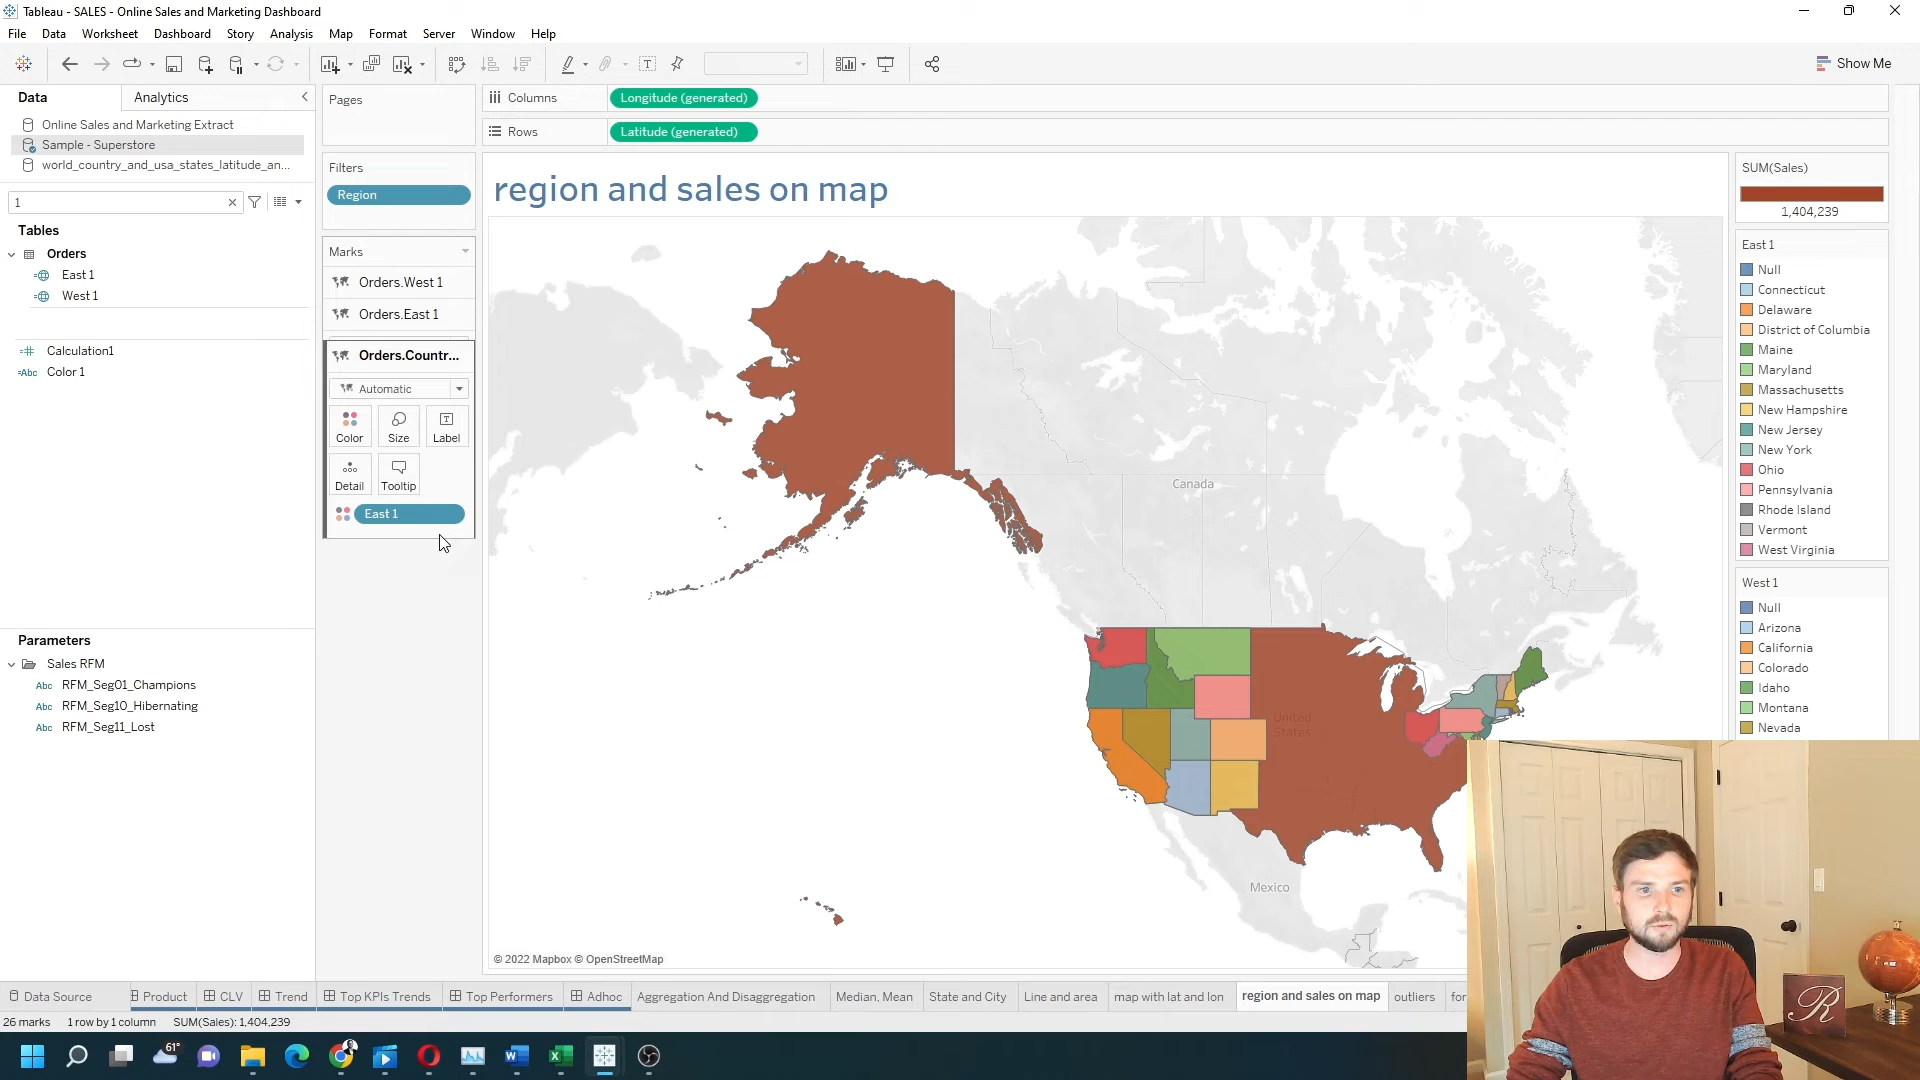 Tableau - SALES - Online Sales and Marketing Dashboard
File Data Worksheet Dashboard Story Analysis Map Format Server Window Help
Show Me
Data Analytics
Online Sales and Marketing Extract
Sample - Superstore
world_country_and_usa_states_latitude_an...
1
Tables
Orders
East 1
West 1
Calculation1
Abc Color 1
Parameters
Sales RFM
Abc RFM_Seg01_Champions
Abc RFM_Seg10_Hibernating
Abc RFM_Seg11_Lost
Pages
Filters
Region
Marks
Orders.West 1
Orders.East 1
Orders.Countr...
Automatic
Color Size Label
Detail Tooltip
East 1
Columns Longitude (generated)
Rows Latitude (generated)
region and sales on map
Canada
United States
Mexico
© 2022 Mapbox © OpenStreetMap
SUM(Sales)
1,404,239
East 1
Null
Connecticut
Delaware
District of Columbia
Maine
Maryland
Massachusetts
New Hampshire
New Jersey
New York
Ohio
Pennsylvania
Rhode Island
Vermont
West Virginia
West 1
Null
Arizona
California
Colorado
Idaho
Montana
Nevada
R
Data Source Product CLV Trend Top KPIs Trends Top Performers Adhoc Aggregation And Disaggregation Median, Mean State and City Line and area map with lat and lon region and sales on map outliers for
26 marks 1 row by 1 column SUM(Sales): 1,404,239
61°